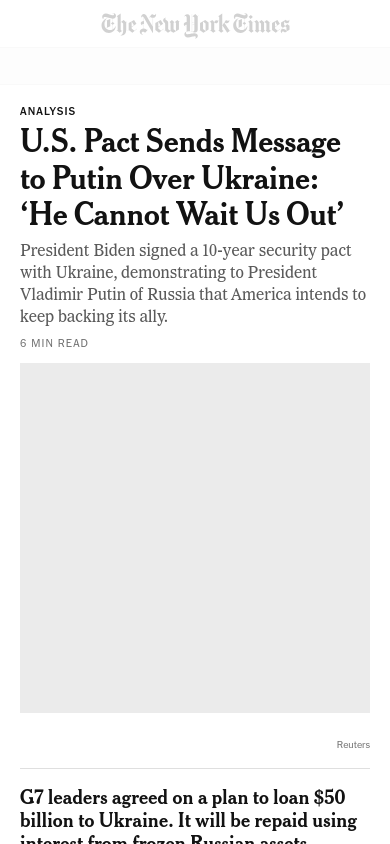 The New York Times
ANALYSIS
U.S. Pact Sends Message
to Putin Over Ukraine:
‘He Cannot Wait Us Out’
President Biden signed a 10-year security pact
with Ukraine, demonstrating to President
Vladimir Putin of Russia that America intends to
keep backing its ally.
6 MIN READ
Reuters
G7 leaders agreed on a plan to loan $50
billion to Ukraine. It will be repaid using
interest from frozen Russian assets.